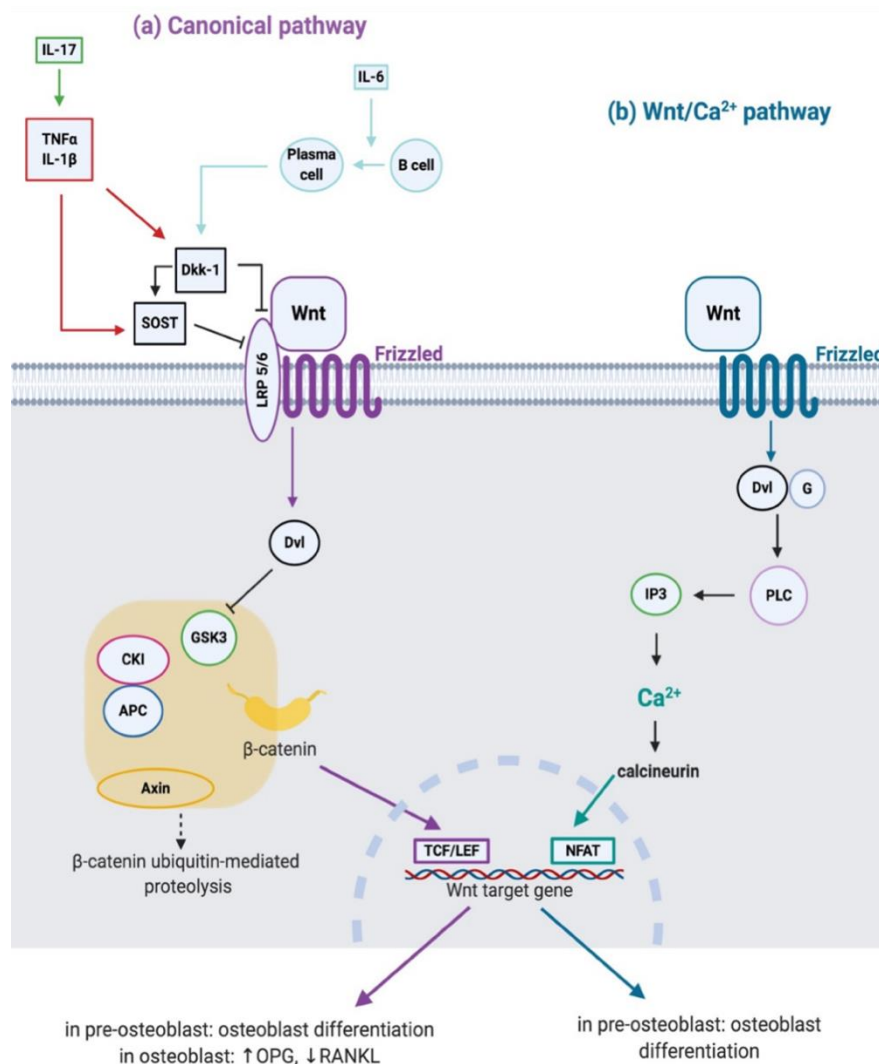 (a) Canonical pathway
IL-17
IL-6
(b) Wnt/Ca²⁺ pathway
TNFα
IL-1β
Plasma
cell
B cell
Dkk-1
SOST
Wnt
LRP 5/6
Frizzled
Wnt
Frizzled
Dvl
Dvl
G
GSK3
CKI
APC
IP3
PLC
Ca²⁺
β-catenin
calcineurin
Axin
TCF/LEF
NFAT
β-catenin ubiquitin-mediated
proteolysis
Wnt target gene
in pre-osteoblast: osteoblast differentiation
in osteoblast: ↑OPG, ↓RANKL
in pre-osteoblast: osteoblast
differentiation